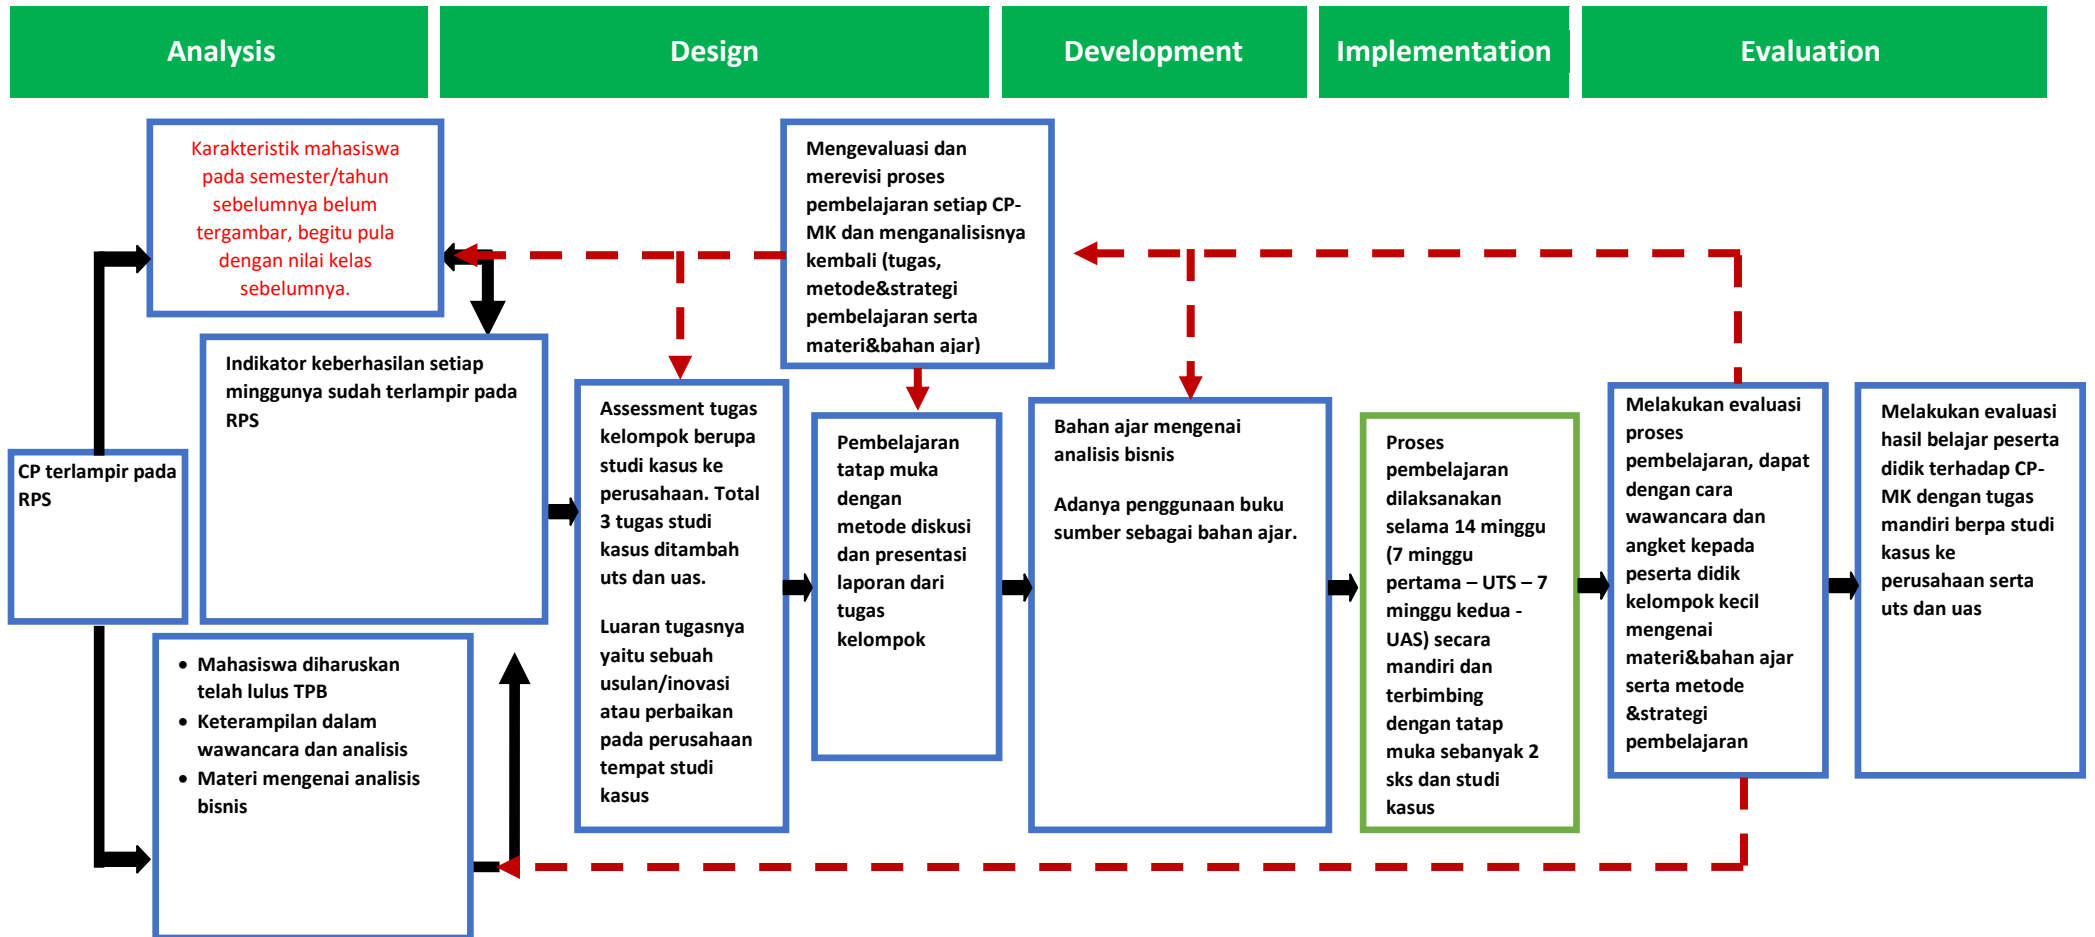 Analysis
Design
Development
Implementation
Evaluation
Karakteristik mahasiswa
pada semester/tahun
sebelumnya belum
tergambar, begitu pula
dengan nilai kelas
sebelumnya.
Mengevaluasi dan
merevisi proses
pembelajaran setiap CP-
MK dan menganalisisnya
kembali (tugas,
metode&strategi
pembelajaran serta
materi&bahan ajar)
Indikator keberhasilan setiap
minggunya sudah terlampir pada
RPS
CP terlampir pada
RPS
• Mahasiswa diharuskan
telah lulus TPB
• Keterampilan dalam
wawancara dan analisis
• Materi mengenai analisis
bisnis
Assessment tugas
kelompok berupa
studi kasus ke
perusahaan. Total
3 tugas studi
kasus ditambah
uts dan uas.
Luaran tugasnya
yaitu sebuah
usulan/inovasi
atau perbaikan
pada perusahaan
tempat studi
kasus
Pembelajaran
tatap muka
dengan
metode diskusi
dan presentasi
laporan dari
tugas
kelompok
Bahan ajar mengenai
analisis bisnis
Adanya penggunaan buku
sumber sebagai bahan ajar.
Proses
pembelajaran
dilaksanakan
selama 14 minggu
(7 minggu
pertama – UTS – 7
minggu kedua -
UAS) secara
mandiri dan
terbimbing
dengan tatap
muka sebanyak 2
sks dan studi
kasus
Melakukan evaluasi
proses
pembelajaran, dapat
dengan cara
wawancara dan
angket kepada
peserta didik
kelompok kecil
mengenai
materi&bahan ajar
serta metode
&strategi
pembelajaran
Melakukan evaluasi
hasil belajar peserta
didik terhadap CP-
MK dengan tugas
mandiri berpa studi
kasus ke
perusahaan serta
uts dan uas